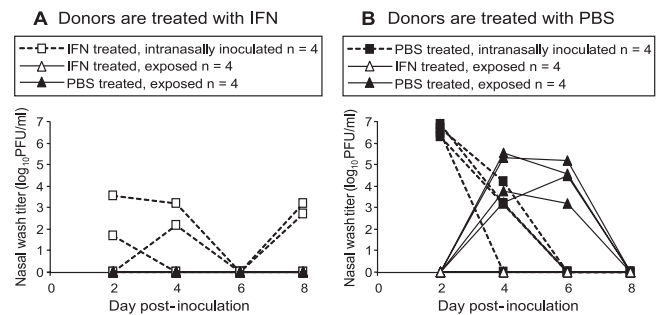 A Donors are treated with IFN
IFN treated, intranasally inoculated n = 4
IFN treated, exposed n = 4
PBS treated, exposed n = 4
Nasal wash titer (log10PFU/ml)
7
6
5
4
3
2
1
0
0 2 4 6 8
Day post-inoculation
B Donors are treated with PBS
PBS treated, intranasally inoculated n = 4
IFN treated, exposed n = 4
PBS treated, exposed n = 4
Nasal wash titer (log10PFU/ml)
7
6
5
4
3
2
1
0
0 2 4 6 8
Day post-inoculation